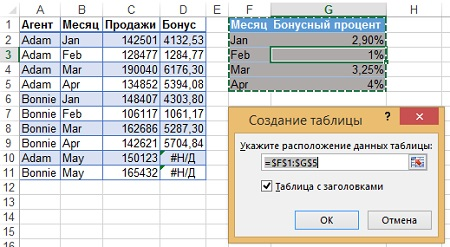 A B C D E F G H
1 Агент Месяц Продажи Бонус Месяц Бонусный процент
2 Adam Jan 142501 4132,53 Jan 2,90%
3 Adam Feb 128477 1284,77 Feb 1%
4 Adam Mar 190040 6176,30 Mar 3,25%
5 Adam Apr 134852 5394,08 Apr 4%
6 Bonnie Jan 148407 4303,80
7 Bonnie Feb 106117 1061,17
8 Bonnie Mar 162686 5287,30
9 Bonnie Apr 142621 5704,84
10 Adam May 150123 #Н/Д
11 Bonnie May 165432 #Н/Д
12
13
14
15
Создание таблицы ? ×
Укажите расположение данных таблицы:
=$F$1:$G$5
Таблица с заголовками
ОК Отмена